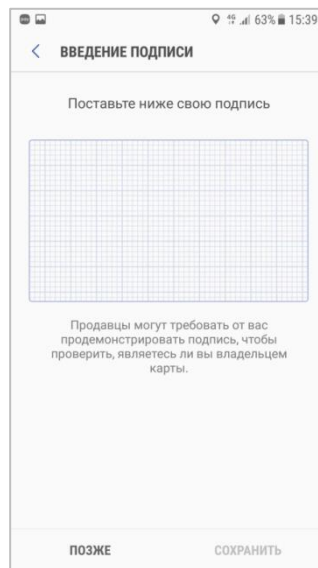 4G 63% 15:39
ВВЕДЕНИЕ ПОДПИСИ
Поставьте ниже свою подпись
Продавцы могут требовать от вас
продемонстрировать подпись, чтобы
проверить, являетесь ли вы владельцем
карты.
ПОЗЖЕ СОХРАНИТЬ